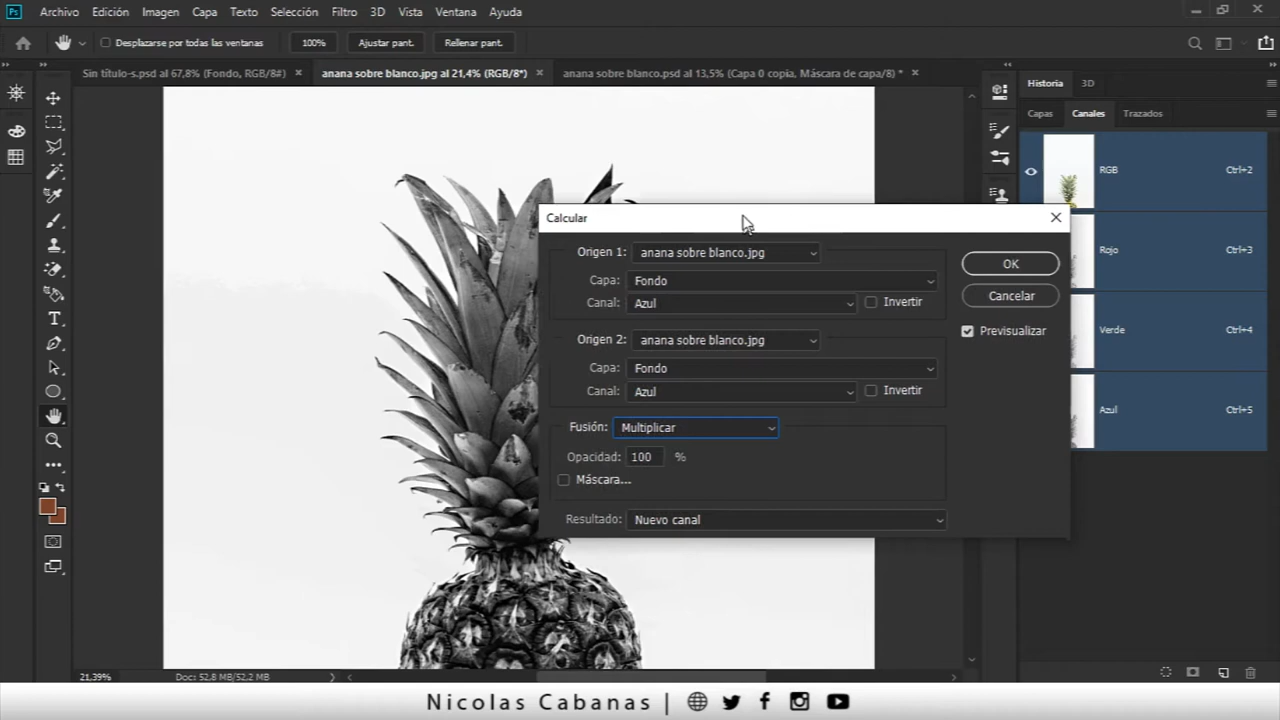 Ps Archivo Edición Imagen Capa Texto Selección Filtro 3D Vista Ventana Ayuda
Desplazarse por todas las ventanas 100% Ajustar pant. Rellenar pant.
Sin título-s.psd al 67,8% (Fondo, RGB/8#) anana sobre blanco.jpg al 21,4% (RGB/8*) anana sobre blanco.psd al 13,5% (Capa 0 copia, Máscara de capa/8) *
Historia 3D
Capas Canales Trazados
RGB Ctrl+2
Rojo Ctrl+3
Verde Ctrl+4
Azul Ctrl+5
Calcular
Origen 1: anana sobre blanco.jpg
Capa: Fondo
Canal: Azul Invertir
Origen 2: anana sobre blanco.jpg
Capa: Fondo
Canal: Azul Invertir
Fusión: Multiplicar
Opacidad: 100 %
Máscara...
Resultado: Nuevo canal
OK
Cancelar
Previsualizar
21,39% Doc: 52,8 MB/52,2 MB
Nicolas Cabanas |